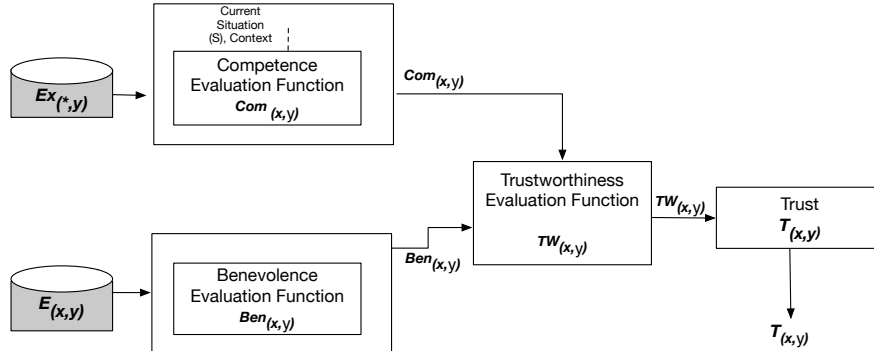 Current
Situation
(S), Context
Competence
Evaluation Function
Com (x,y)
Ex(*,y)
Com(x,y)
Trustworthiness
Evaluation Function
TW(x,y)
TW(x,y)
Trust
T(x,y)
Ben(x,y)
Benevolence
Evaluation Function
Ben(x,y)
E(x,y)
T(x,y)